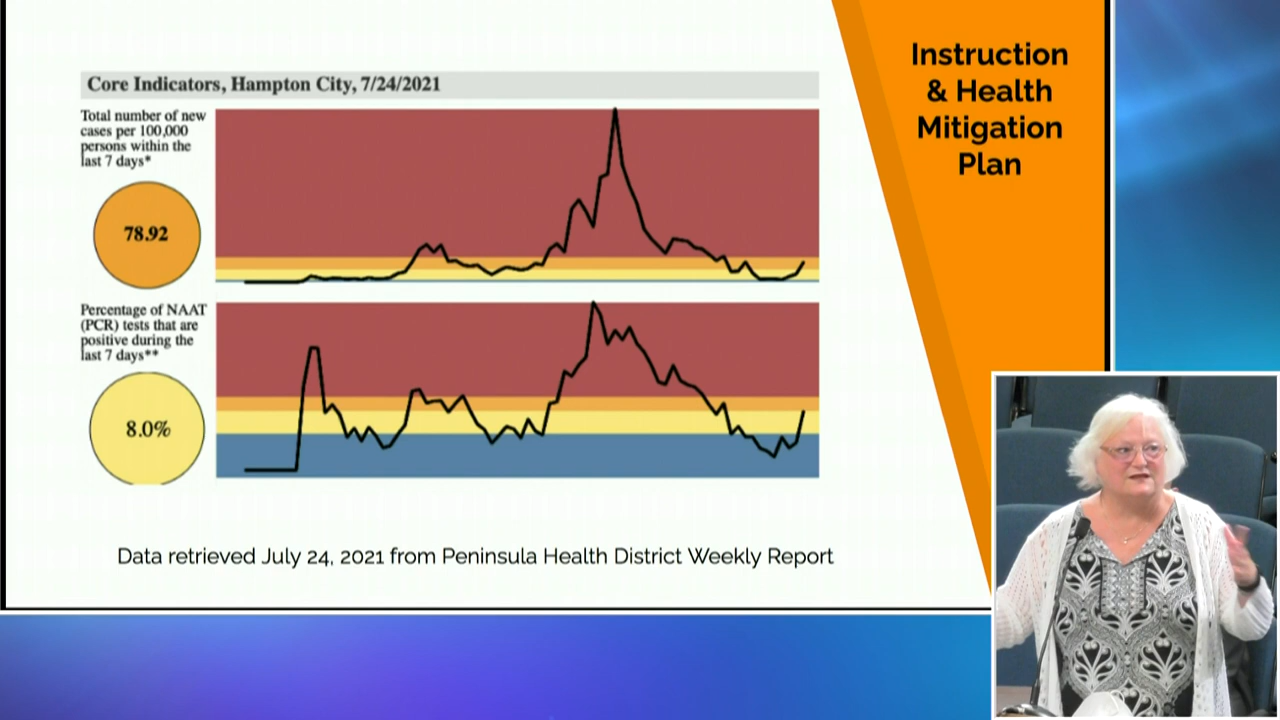 Core Indicators, Hampton City, 7/24/2021
Total number of new
cases per 100,000
persons within the
last 7 days*
78.92
Percentage of NAAT
(PCR) tests that are
positive during the
last 7 days**
8.0%
Data retrieved July 24, 2021 from Peninsula Health District Weekly Report
Instruction
& Health
Mitigation
Plan